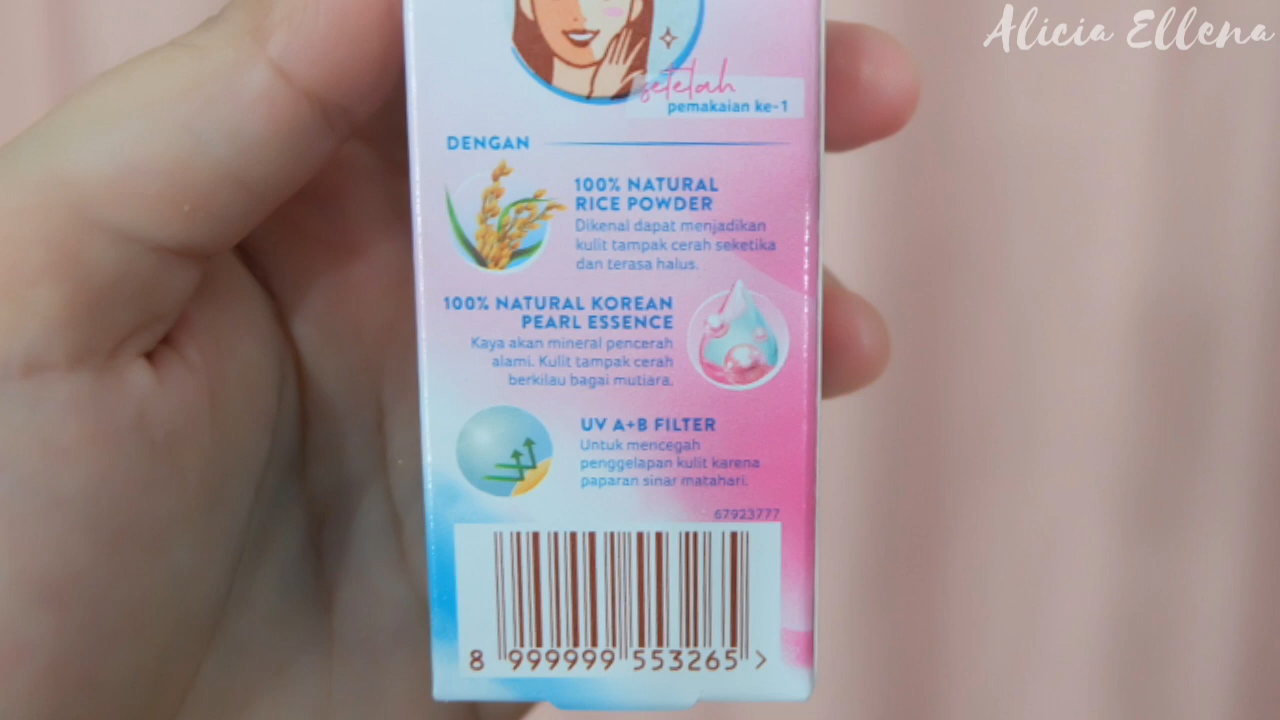 Alicia Ellena
setelah
pemakaian ke-1
DENGAN
100% NATURAL
RICE POWDER
Dikenal dapat menjadikan
kulit tampak cerah seketika
dan terasa halus.
100% NATURAL KOREAN
PEARL ESSENCE
Kaya akan mineral pencerah
alami. Kulit tampak cerah
berkilau bagai mutiara.
UV A+B FILTER
Untuk mencegah
penggelapan kulit karena
paparan sinar matahari.
67923777
8 999999 553265 >